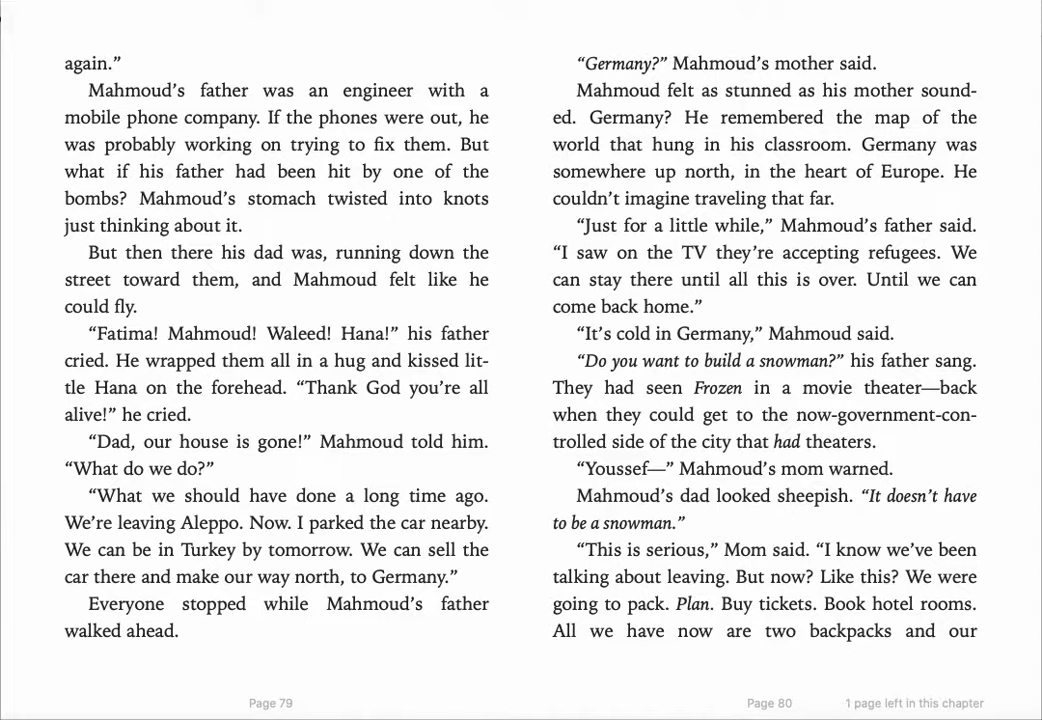 again.”
Mahmoud’s father was an engineer with a
mobile phone company. If the phones were out, he
was probably working on trying to fix them. But
what if his father had been hit by one of the
bombs? Mahmoud’s stomach twisted into knots
just thinking about it.
But then there his dad was, running down the
street toward them, and Mahmoud felt like he
could fly.
“Fatima! Mahmoud! Waleed! Hana!” his father
cried. He wrapped them all in a hug and kissed lit-
tle Hana on the forehead. “Thank God you’re all
alive!” he cried.
“Dad, our house is gone!” Mahmoud told him.
“What do we do?”
“What we should have done a long time ago.
We’re leaving Aleppo. Now. I parked the car nearby.
We can be in Turkey by tomorrow. We can sell the
car there and make our way north, to Germany.”
Everyone stopped while Mahmoud’s father
walked ahead.
Page 79
“Germany?” Mahmoud’s mother said.
Mahmoud felt as stunned as his mother sound-
ed. Germany? He remembered the map of the
world that hung in his classroom. Germany was
somewhere up north, in the heart of Europe. He
couldn’t imagine traveling that far.
“Just for a little while,” Mahmoud’s father said.
“I saw on the TV they’re accepting refugees. We
can stay there until all this is over. Until we can
come back home.”
“It’s cold in Germany,” Mahmoud said.
“Do you want to build a snowman?” his father sang.
They had seen Frozen in a movie theater—back
when they could get to the now-government-con-
trolled side of the city that had theaters.
“Youssef—” Mahmoud’s mom warned.
Mahmoud’s dad looked sheepish. “It doesn’t have
to be a snowman.”
“This is serious,” Mom said. “I know we’ve been
talking about leaving. But now? Like this? We were
going to pack. Plan. Buy tickets. Book hotel rooms.
All we have now are two backpacks and our
Page 80
1 page left in this chapter